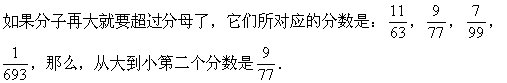 如果分子再大就要超过分母了，它们所对应的分数是：11/63，9/77，7/99，
1/693，那么，从大到小第二个分数是9/77．